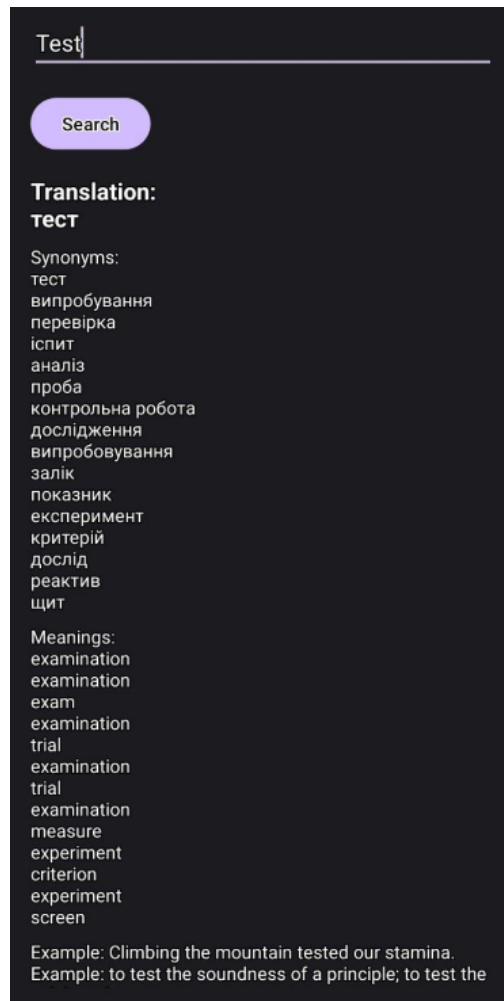 Test
Search
Translation:
тест
Synonyms:
тест
випробування
перевірка
іспит
аналіз
проба
контрольна робота
дослідження
випробовування
залік
показник
експеримент
критерій
дослід
реактив
щит
Meanings:
examination
examination
exam
examination
trial
examination
trial
examination
measure
experiment
criterion
experiment
screen
Example: Climbing the mountain tested our stamina.
Example: to test the soundness of a principle; to test the